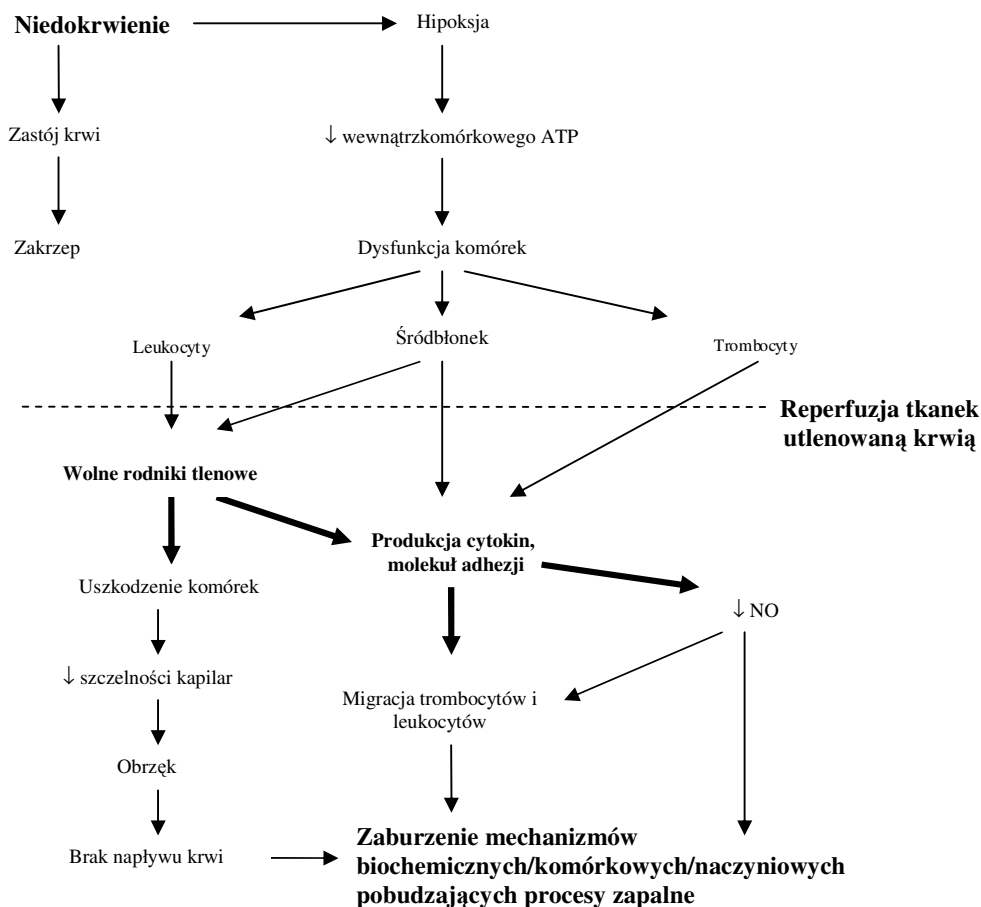 Niedokrwienie
Hipoksja
Zastój krwi
↓ wewnątrzkomórkowego ATP
Zakrzep
Dysfunkcja komórek
Leukocyty
Śródbłonek
Trombocyty
Reperfuzja tkanek
utlenowaną krwią
Wolne rodniki tlenowe
Produkcja cytokin,
molekuł adhezji
Uszkodzenie komórek
↓ NO
↓ szczelności kapilar
Migracja trombocytów i
leukocytów
Obrzęk
Brak napływu krwi
Zaburzenie mechanizmów
biochemicznych/komórkowych/naczyniowych
pobudzających procesy zapalne